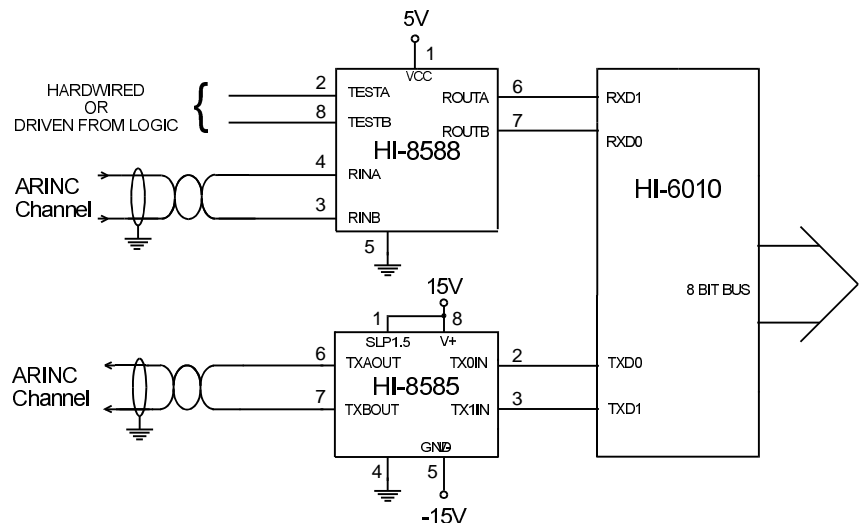 5V
1
VCC
HARDWIRED
OR
DRIVEN FROM LOGIC
2
TESTA
8
TESTB
ROUTA
6
RXD1
ROUTB
7
RXD0
HI-8588
HI-6010
ARINC
Channel
4
RINA
3
RINB
5
8 BIT BUS
15V
1
8
SLP1.5
V+
ARINC
Channel
6
TXAOUT
TX0IN
2
TXD0
HI-8585
7
TXBOUT
TX1IN
3
TXD1
GND
V-
4
5
-15V